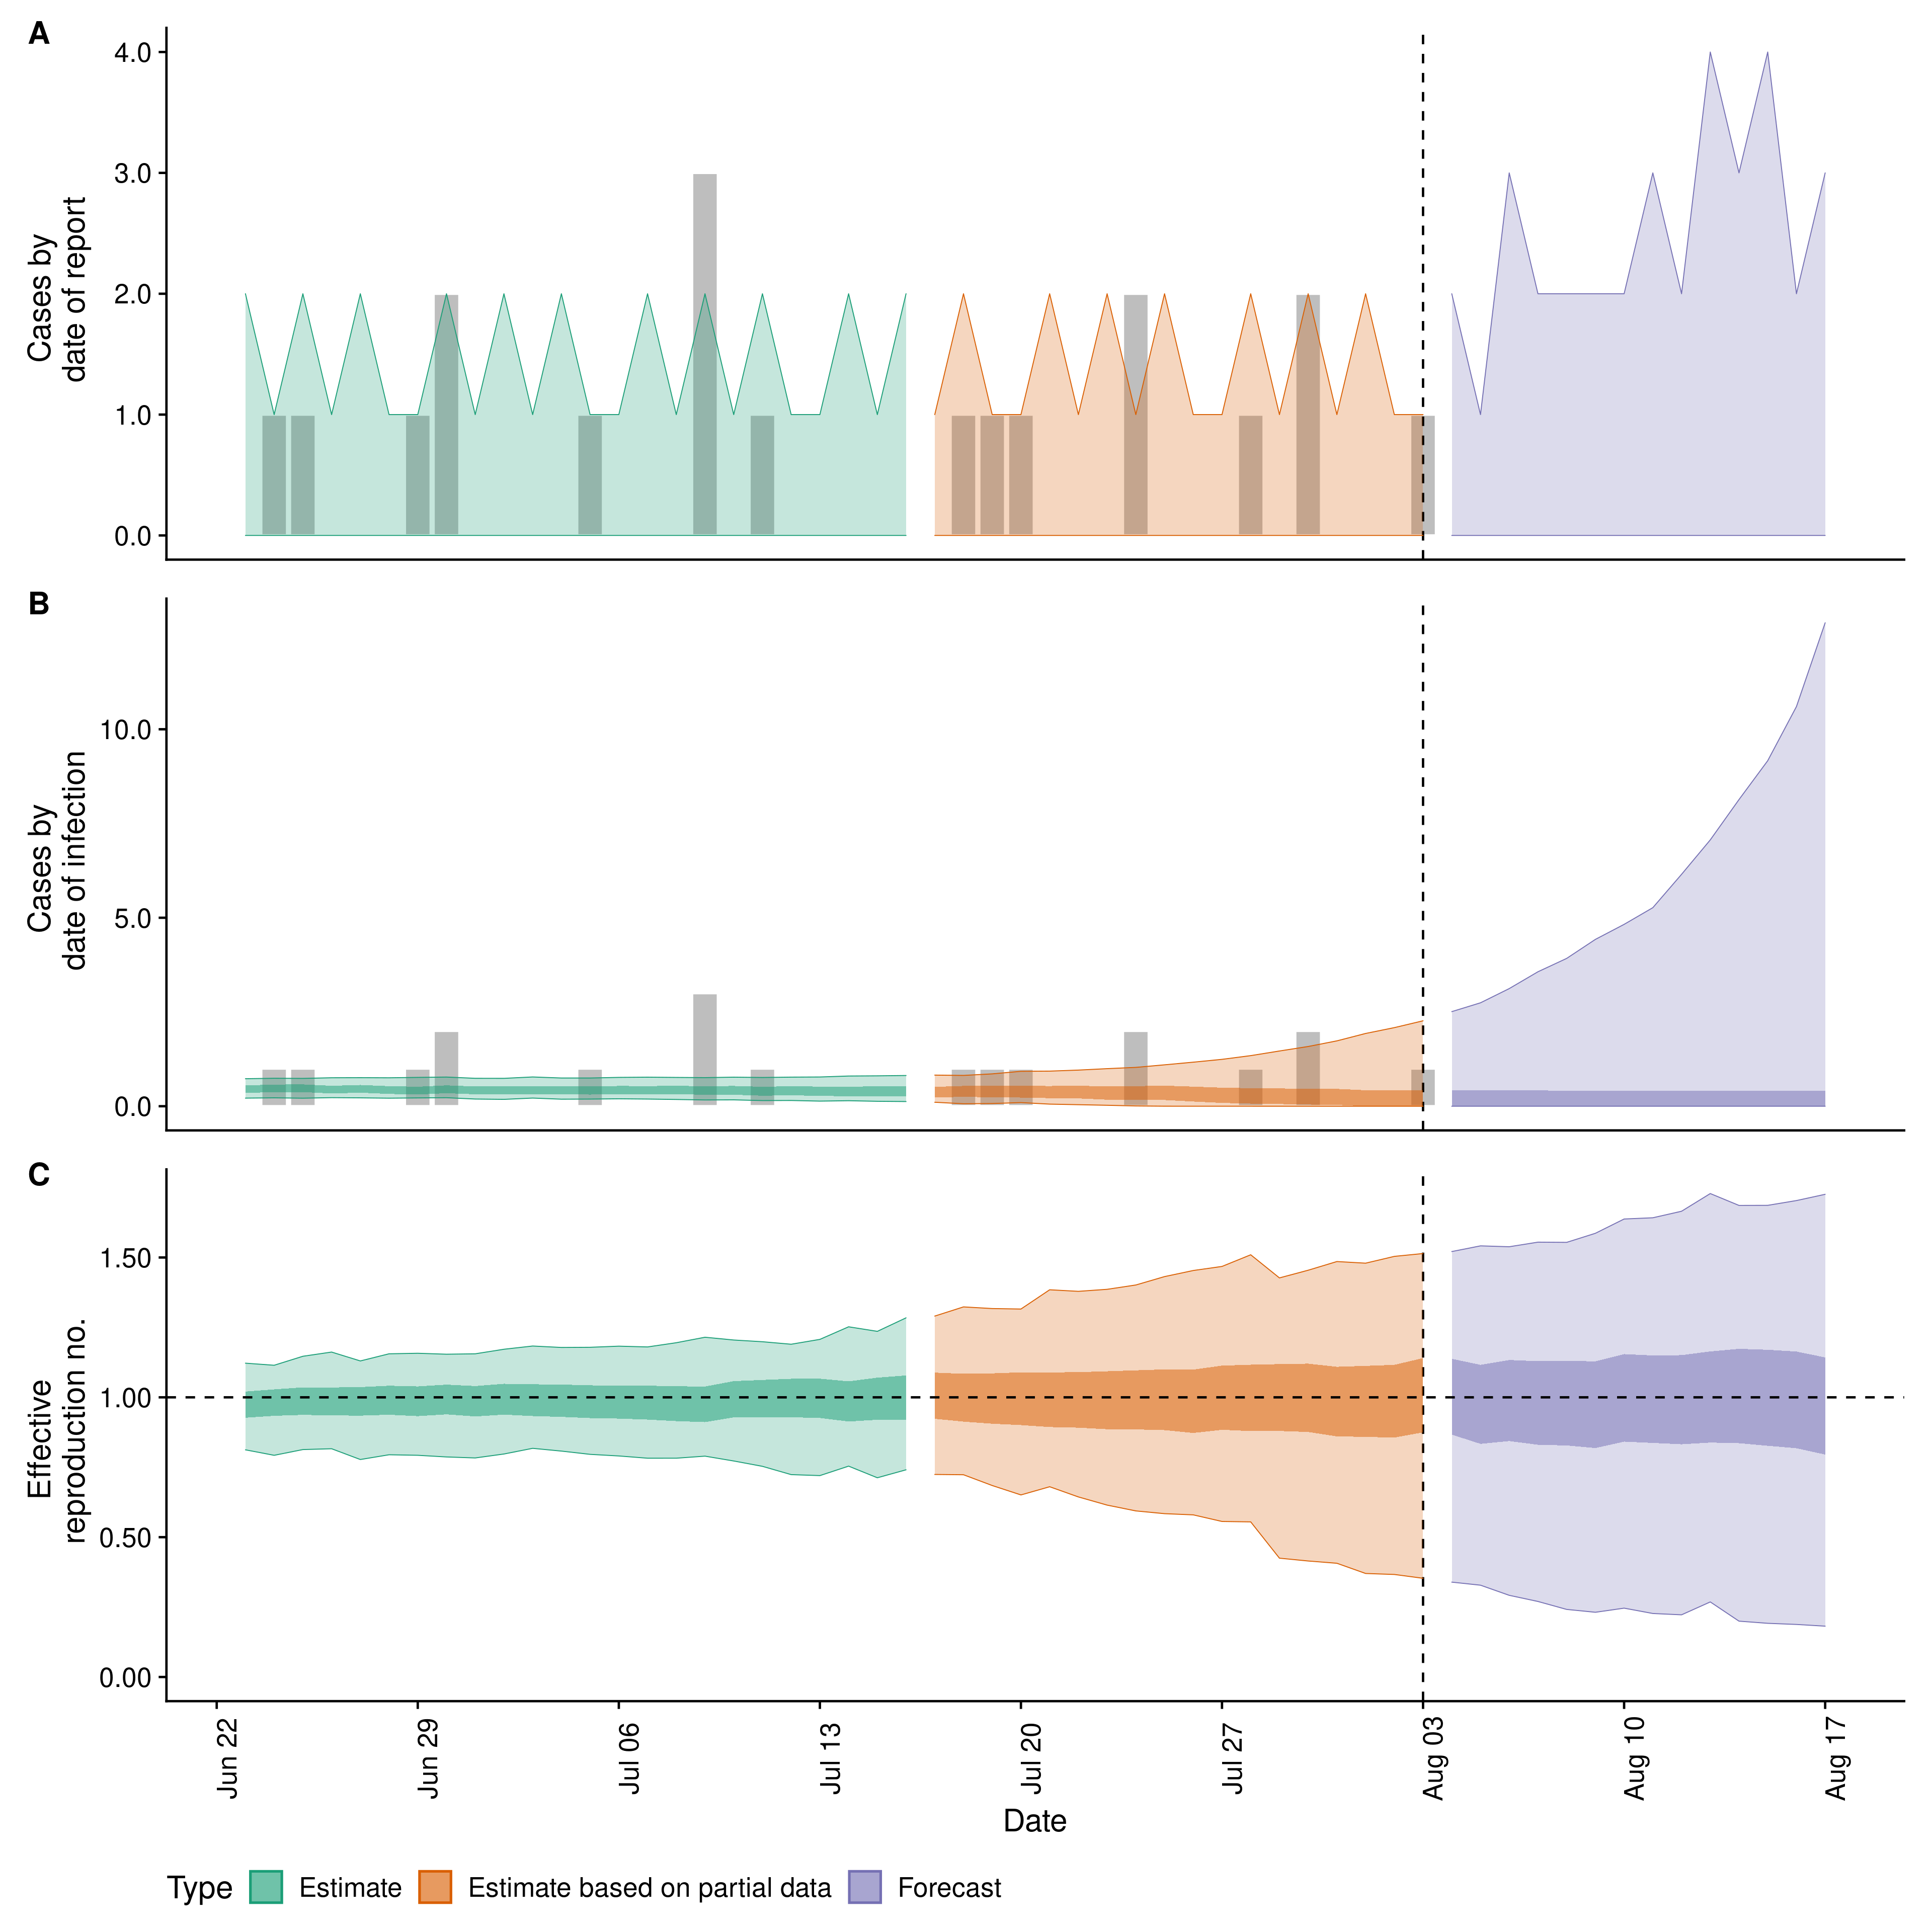 A
4.0
3.0
2.0
1.0
0.0
Cases by
date of report
B
10.0
5.0
0.0
Cases by
date of infection
C
1.50
1.00
0.50
0.00
Effective
reproduction no.
Jun 22
Jun 29
Jul 06
Jul 13
Jul 20
Jul 27
Aug 03
Aug 10
Aug 17
Date
Type Estimate Estimate based on partial data Forecast